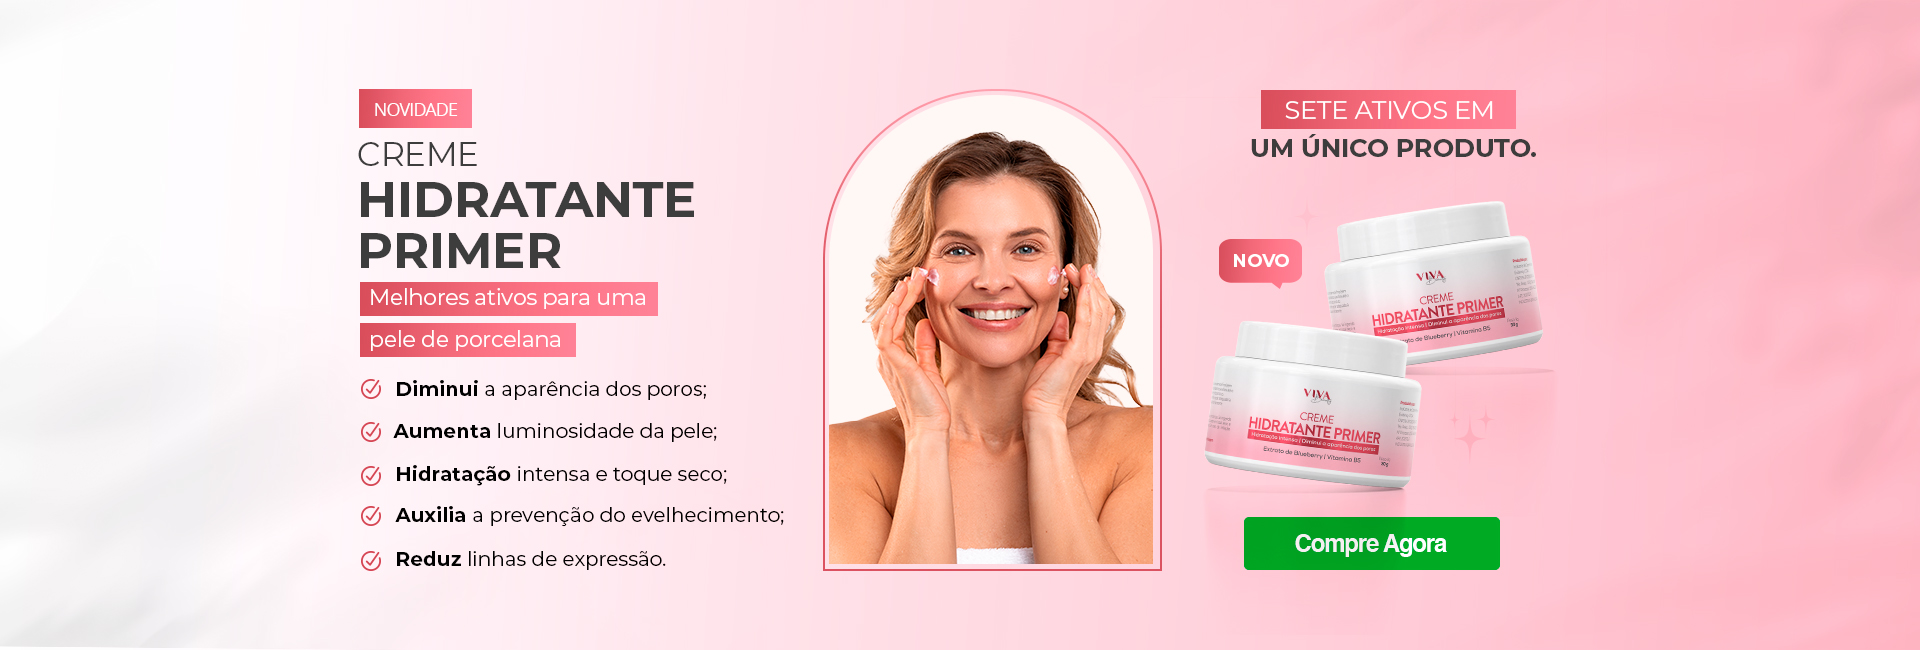 NOVIDADE
CREME
HIDRATANTE
PRIMER
Melhores ativos para uma
pele de porcelana
Diminui a aparência dos poros;
Aumenta luminosidade da pele;
Hidratação intensa e toque seco;
Auxilia a prevenção do evelhecimento;
Reduz linhas de expressão.
SETE ATIVOS EM
UM ÚNICO PRODUTO.
NOVO
VIVA
CREME
HIDRATANTE PRIMER
Hidratação Intensa | Diminui a aparência dos poros
Extrato de Blueberry | Vitamina B5
VIVA
CREME
HIDRATANTE PRIMER
Hidratação Intensa | Diminui a aparência dos poros
Extrato de Blueberry | Vitamina B5
Compre Agora